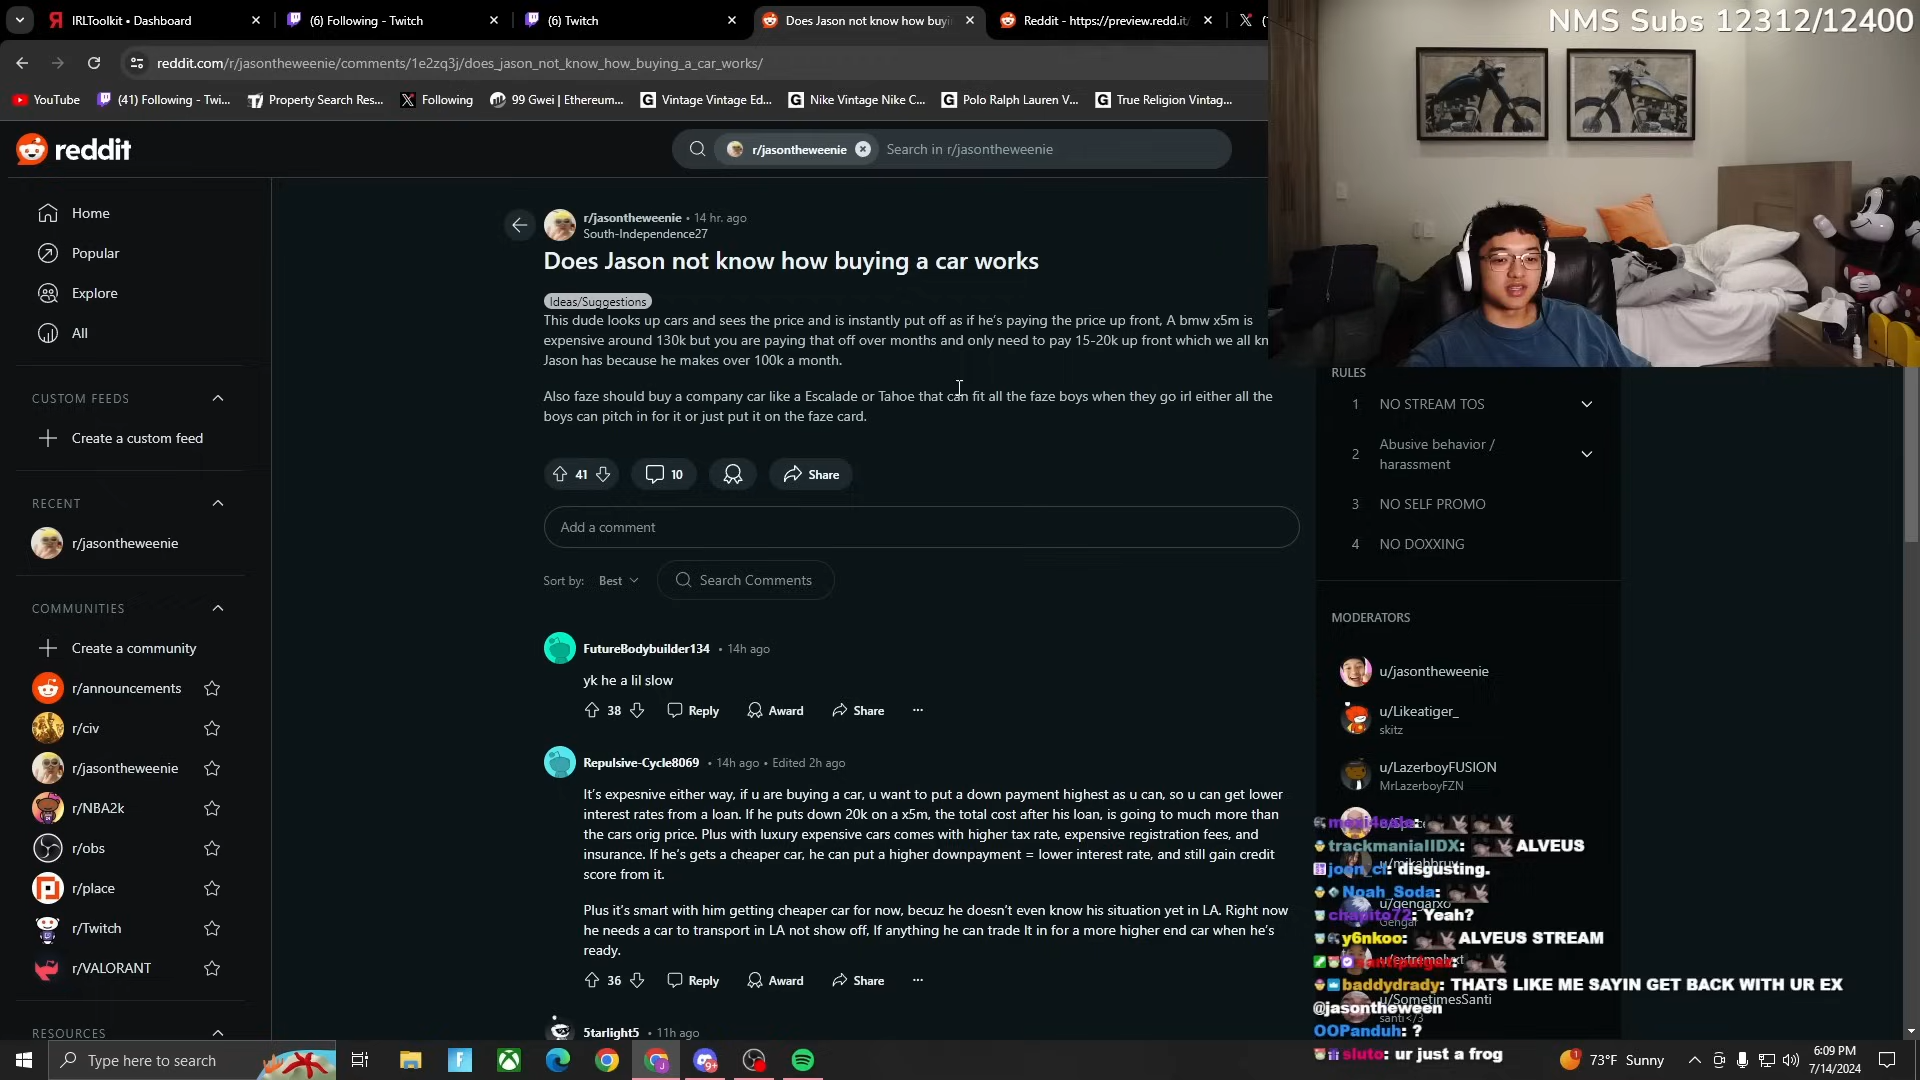 IRLToolkit • Dashboard
(6) Following - Twitch
(6) Twitch
Does Jason not know how buyi
Reddit - https://preview.redd.it/
NMS Subs 12312/12400
reddit.com/r/jasontheweenie/comments/1e2zq3j/does_jason_not_know_how_buying_a_car_works/
YouTube
(41) Following - Twi...
Property Search Res...
Following
99 Gwei | Ethereum...
Vintage Vintage Ed...
Nike Vintage Nike C...
Polo Ralph Lauren V...
True Religion Vintag...
reddit
r/jasontheweenie
Search in r/jasontheweenie
Home
Popular
Explore
All
CUSTOM FEEDS
Create a custom feed
RECENT
r/jasontheweenie
COMMUNITIES
Create a community
r/announcements
r/civ
r/jasontheweenie
r/NBA2k
r/obs
r/place
r/Twitch
r/VALORANT
RESOURCES
r/jasontheweenie • 14 hr. ago
South-Independence27
Does Jason not know how buying a car works
Ideas/Suggestions
This dude looks up cars and sees the price and is instantly put off as if he's paying the price up front, A bmw x5m is
expensive around 130k but you are paying that off over months and only need to pay 15-20k up front which we all kn
Jason has because he makes over 100k a month.
Also faze should buy a company car like a Escalade or Tahoe that can fit all the faze boys when they go irl either all the
boys can pitch in for it or just put it on the faze card.
41
10
Share
Add a comment
Sort by: Best
Search Comments
FutureBodybuilder134 • 14h ago
yk he a lil slow
38 Reply Award Share ...
Repulsive-Cycle8069 • 14h ago • Edited 2h ago
It's expesnive either way, if u are buying a car, u want to put a down payment highest as u can, so u can get lower
interest rates from a loan. If he puts down 20k on a x5m, the total cost after his loan, is going to much more than
the cars orig price. Plus with luxury expensive cars comes with higher tax rate, expensive registration fees, and
insurance. If he's gets a cheaper car, he can put a higher downpayment = lower interest rate, and still gain credit
score from it.
Plus it's smart with him getting cheaper car for now, becuz he doesn't even know his situation yet in LA. Right now
he needs a car to transport in LA not show off, If anything he can trade It in for a more higher end car when he's
ready.
36 Reply Award Share ...
5tarlight5 • 11h ago
RULES
1 NO STREAM TOS
2 Abusive behavior /
harassment
3 NO SELF PROMO
4 NO DOXXING
MODERATORS
u/jasontheweenie
u/Likeatiger_
skitz
u/LazerboyFUSION
MrLazerboyFZN
trackmaniaIIDX: ALVEUS
u/mikahbruv
joon_cf: disgusting.
Noah_Soda:
u/gengarxo
chapito72: Yeah?
Gengar
y6nkoo: ALVEUS STREAM
baddydrady: THATS LIKE ME SAYIN GET BACK WITH UR EX
u/SometimesSanti
@jasontheween
santi</3
OOPanduh: ?
sluto: ur just a frog
Type here to search
9+
1
73°F Sunny
6:09 PM
7/14/2024